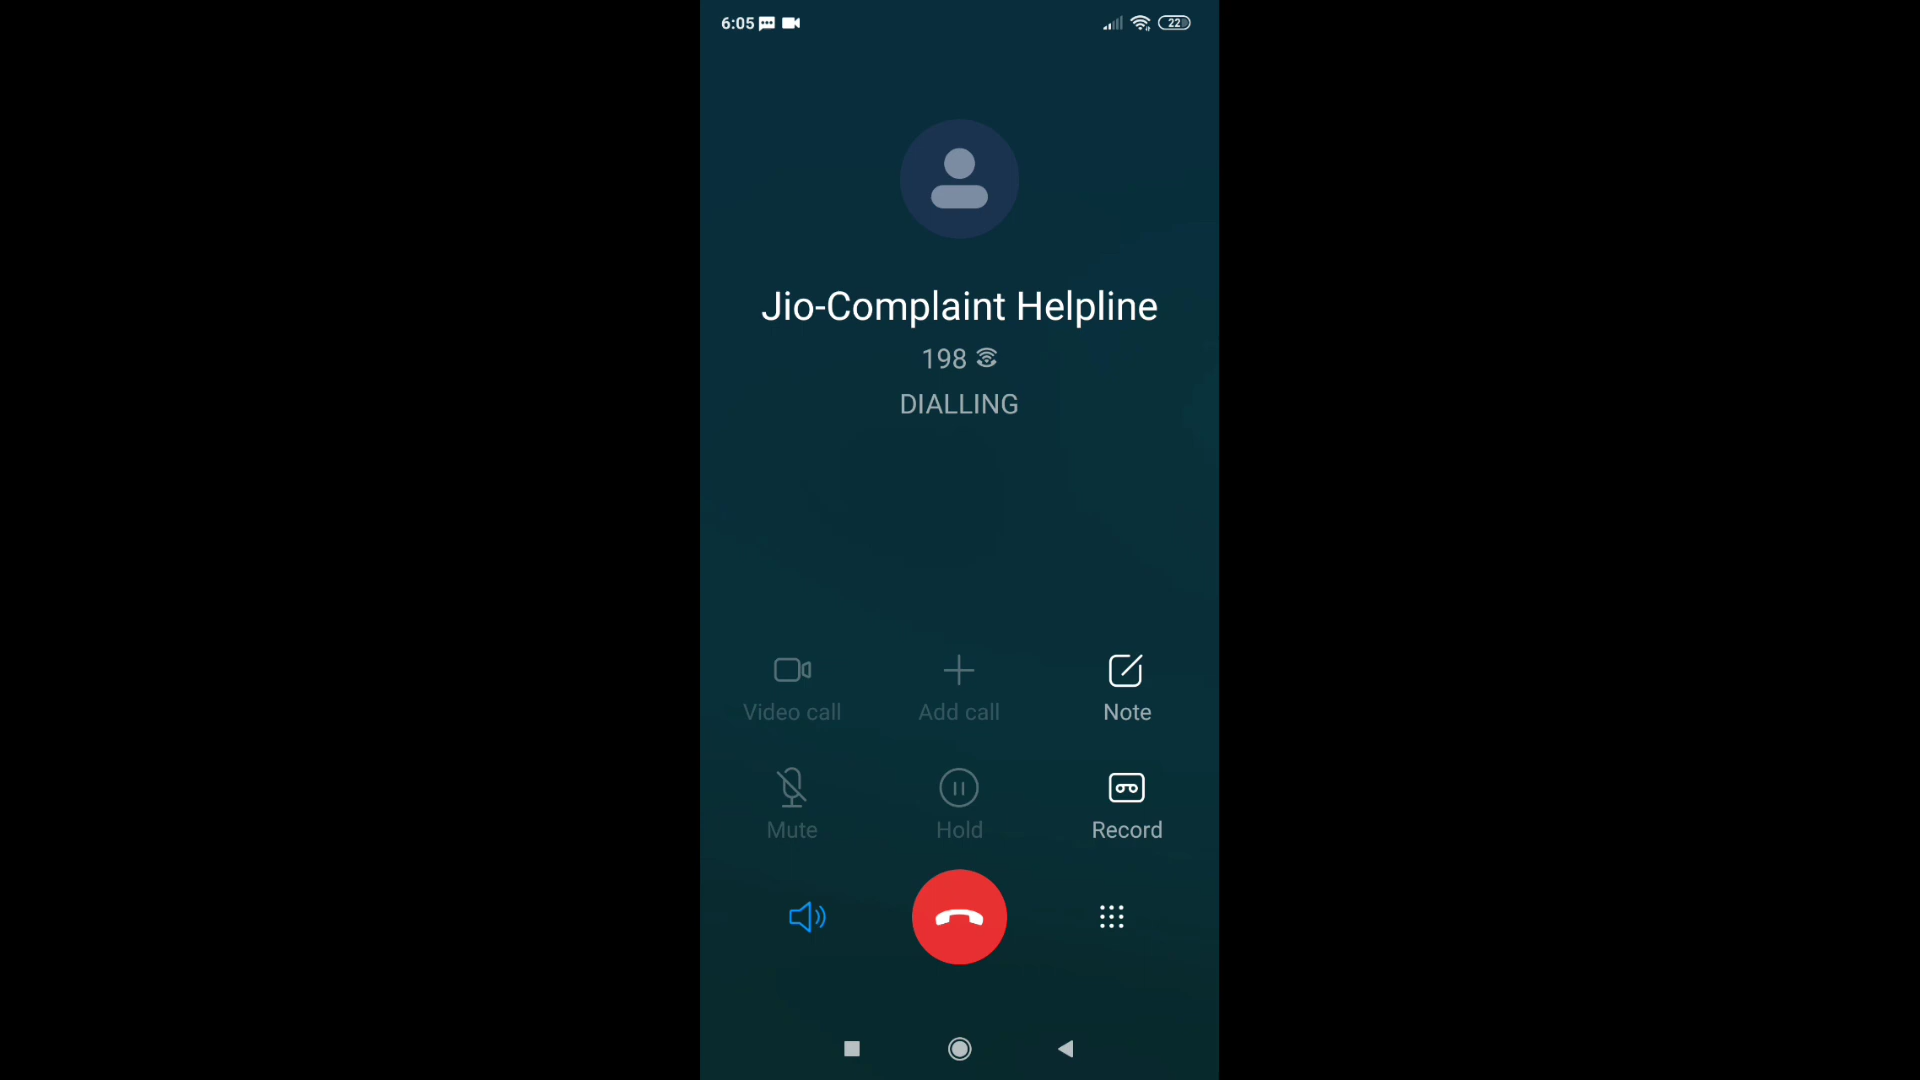 6:05
22
Jio-Complaint Helpline
198
DIALLING
Video call
Add call
Note
Mute
Hold
Record